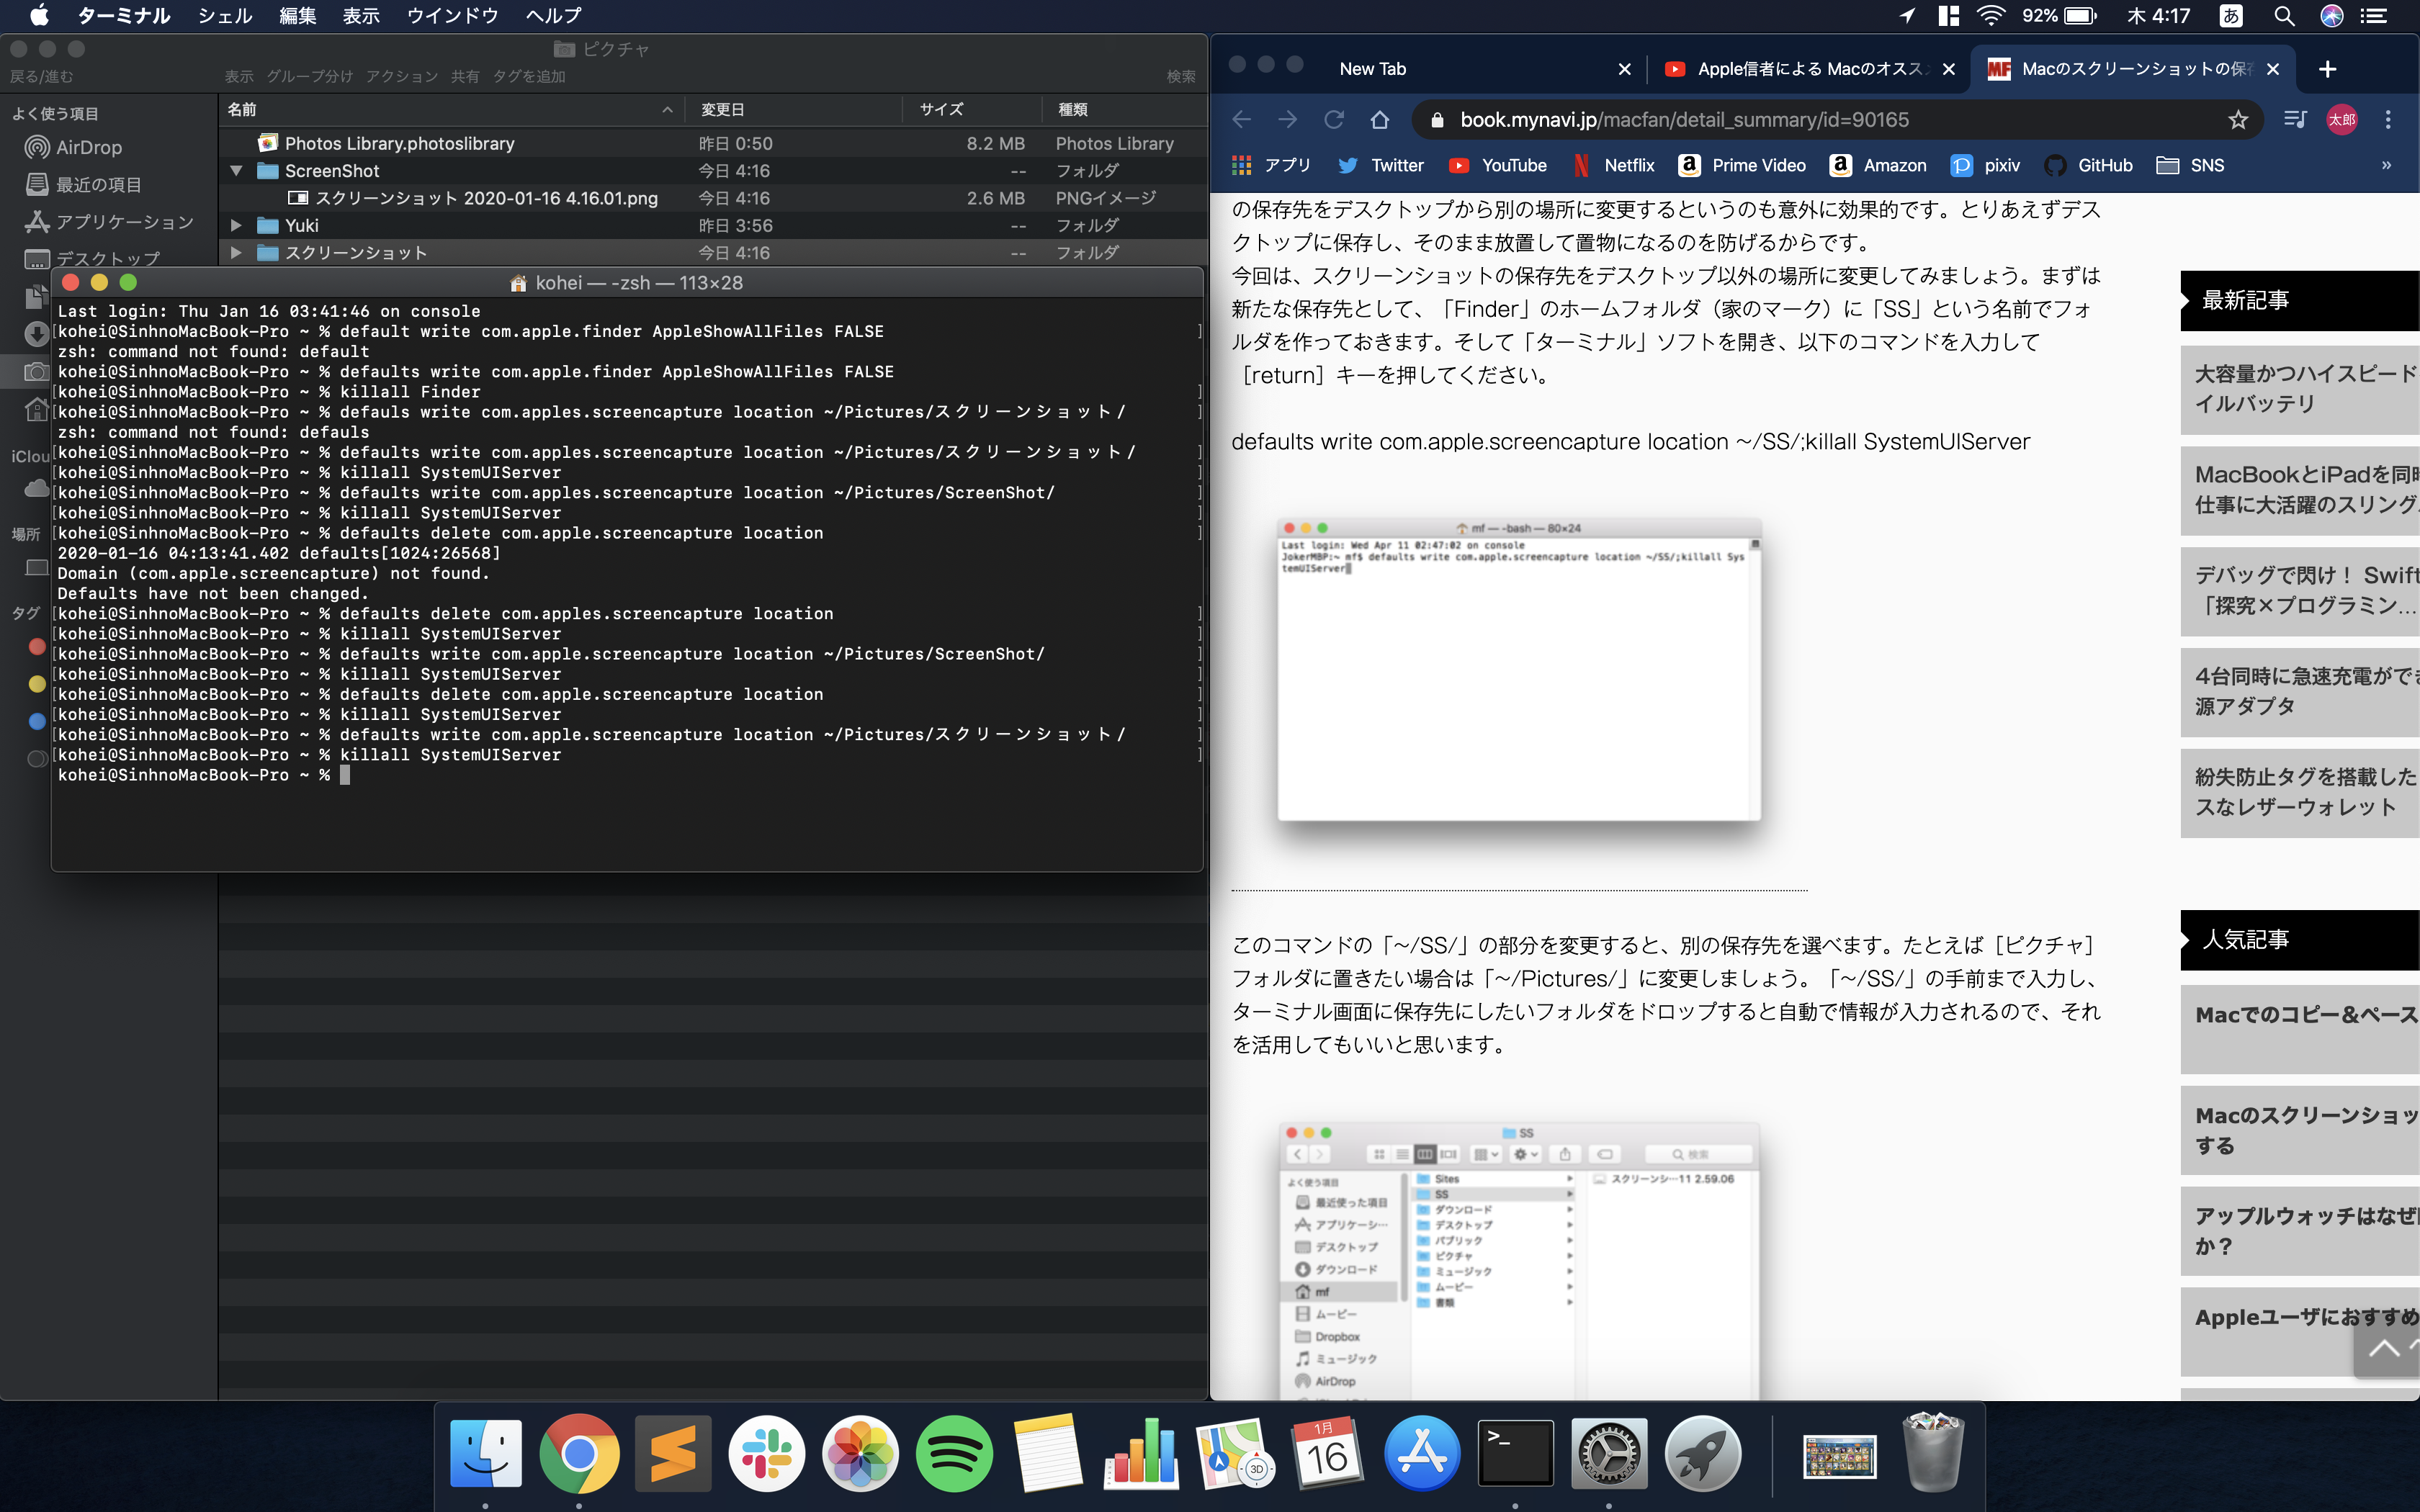 ターミナル シェル 編集 表示 ウインドウ ヘルプ 92% 木 4:17 あ
ピクチャ
戻る/進む 表示 グループ分け アクション 共有 タグを追加 検索
よく使う項目
AirDrop
最近の項目
アプリケーション
デスクトップ
iClou
場所
タグ
名前 変更日 サイズ 種類
Photos Library.photoslibrary 昨日 0:50 8.2 MB Photos Library
ScreenShot 今日 4:16 -- フォルダ
スクリーンショット 2020-01-16 4.16.01.png 今日 4:16 2.6 MB PNGイメージ
Yuki 昨日 3:56 -- フォルダ
スクリーンショット 今日 4:16 -- フォルダ
kohei — -zsh — 113×28
Last login: Thu Jan 16 03:41:46 on console
[kohei@SinhnoMacBook-Pro ~ % default write com.apple.finder AppleShowAllFiles FALSE ]
zsh: command not found: default
kohei@SinhnoMacBook-Pro ~ % defaults write com.apple.finder AppleShowAllFiles FALSE
[kohei@SinhnoMacBook-Pro ~ % killall Finder ]
[kohei@SinhnoMacBook-Pro ~ % defauls write com.apples.screencapture location ~/Pictures/スクリーンショット/ ]
zsh: command not found: defauls
[kohei@SinhnoMacBook-Pro ~ % defaults write com.apples.screencapture location ~/Pictures/スクリーンショット/ ]
[kohei@SinhnoMacBook-Pro ~ % killall SystemUIServer ]
[kohei@SinhnoMacBook-Pro ~ % defaults write com.apples.screencapture location ~/Pictures/ScreenShot/ ]
[kohei@SinhnoMacBook-Pro ~ % killall SystemUIServer ]
[kohei@SinhnoMacBook-Pro ~ % defaults delete com.apple.screencapture location ]
2020-01-16 04:13:41.402 defaults[1024:26568]
Domain (com.apple.screencapture) not found.
Defaults have not been changed.
[kohei@SinhnoMacBook-Pro ~ % defaults delete com.apples.screencapture location ]
[kohei@SinhnoMacBook-Pro ~ % killall SystemUIServer ]
[kohei@SinhnoMacBook-Pro ~ % defaults write com.apple.screencapture location ~/Pictures/ScreenShot/ ]
[kohei@SinhnoMacBook-Pro ~ % killall SystemUIServer ]
[kohei@SinhnoMacBook-Pro ~ % defaults delete com.apple.screencapture location ]
[kohei@SinhnoMacBook-Pro ~ % killall SystemUIServer ]
[kohei@SinhnoMacBook-Pro ~ % defaults write com.apple.screencapture location ~/Pictures/スクリーンショット/ ]
[kohei@SinhnoMacBook-Pro ~ % killall SystemUIServer ]
kohei@SinhnoMacBook-Pro ~ %
New Tab Apple信者による Macのオスス MF Macのスクリーンショットの保
book.mynavi.jp/macfan/detail_summary/id=90165 太郎
アプリ Twitter YouTube Netflix Prime Video Amazon pixiv GitHub SNS »
の保存先をデスクトップから別の場所に変更するというのも意外に効果的です。とりあえずデス
クトップに保存し、そのまま放置して置物になるのを防げるからです。
今回は、スクリーンショットの保存先をデスクトップ以外の場所に変更してみましょう。まずは
新たな保存先として、「Finder」のホームフォルダ（家のマーク）に「SS」という名前でフォ
ルダを作っておきます。そして「ターミナル」ソフトを開き、以下のコマンドを入力して
［return］キーを押してください。
defaults write com.apple.screencapture location ~/SS/;killall SystemUIServer
mf — -bash — 80×24
Last login: Wed Apr 11 02:47:02 on console
JokerMBP:~ mf$ defaults write com.apple.screencapture location ~/SS/;killall Sys
temUIServer
このコマンドの「~/SS/」の部分を変更すると、別の保存先を選べます。たとえば［ピクチャ］
フォルダに置きたい場合は「~/Pictures/」に変更しましょう。「~/SS/」の手前まで入力し、
ターミナル画面に保存先にしたいフォルダをドロップすると自動で情報が入力されるので、それ
を活用してもいいと思います。
SS
検索
よく使う項目
最近使った項目
アプリケーシ…
デスクトップ
ダウンロード
mf
ムービー
Dropbox
ミュージック
AirDrop
Sites
SS
ダウンロード
デスクトップ
パブリック
ピクチャ
ミュージック
ムービー
書類
スクリーンシ…11 2.59.06
最新記事
大容量かつハイスピード
イルバッテリ
MacBookとiPadを同時
仕事に大活躍のスリング
デバッグで閃け！ Swift
「探究×プログラミン…
4台同時に急速充電ができ
源アダプタ
紛失防止タグを搭載した
スなレザーウォレット
人気記事
Macでのコピー＆ペース
Macのスクリーンショッ
する
アップルウォッチはなぜ
か？
Appleユーザにおすすめ
3D
1月
16
>_